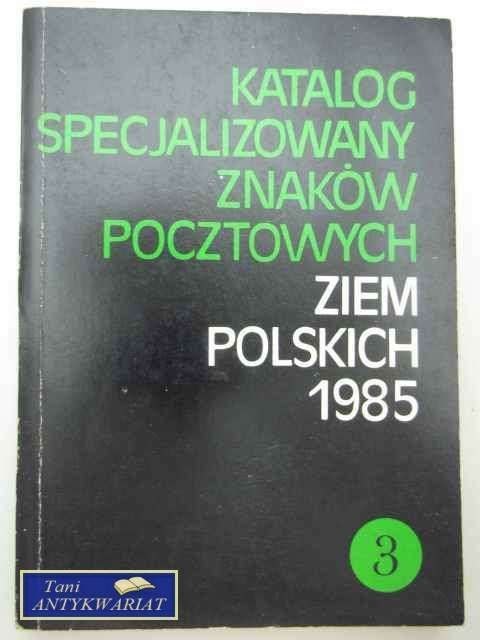 KATALOG
SPECJALIZOWANY
ZNAKÓW
POCZTOWYCH
ZIEM
POLSKICH
1985
3
Tani
ANTYKWARIAT